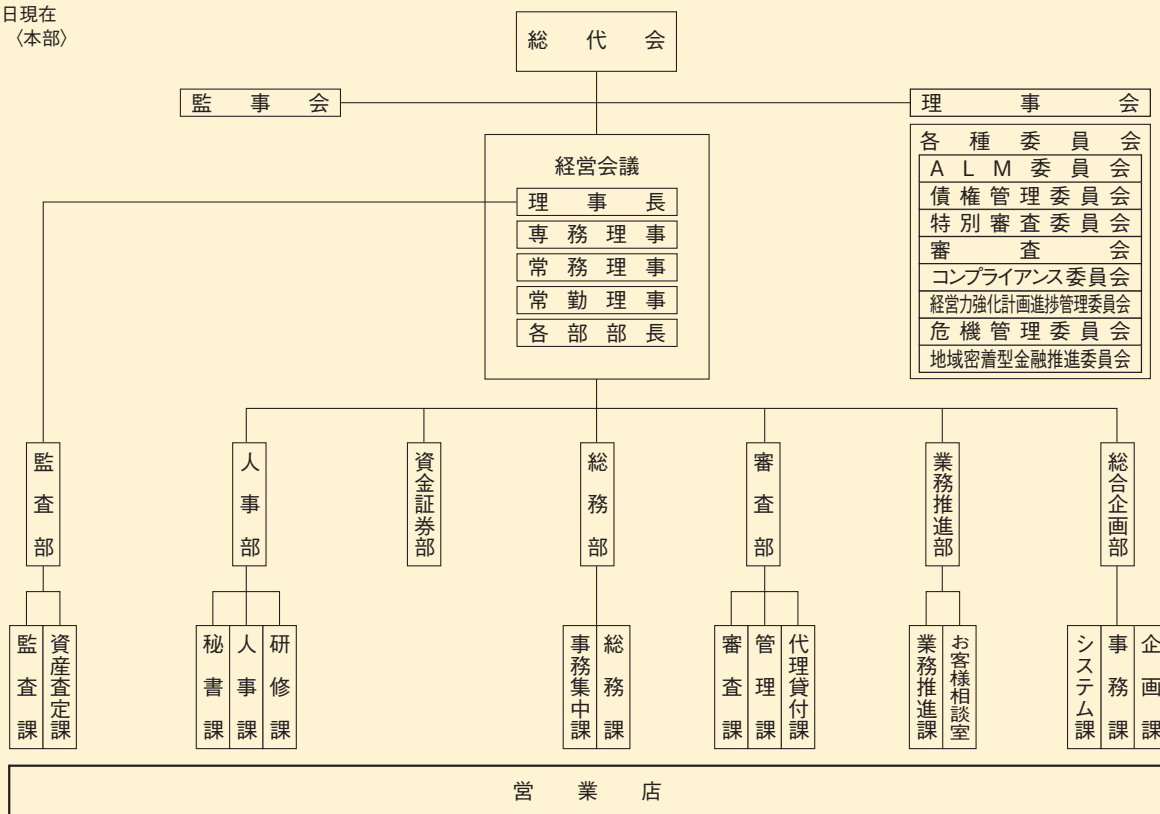 日現在
〈本部〉
総代会
監事会
理事会
各種委員会
ALM委員会
債権管理委員会
特別審査委員会
審査会
コンプライアンス委員会
経営力強化計画進捗管理委員会
危機管理委員会
地域密着型金融推進委員会
経営会議
理事長
専務理事
常務理事
常勤理事
各部部長
監査部
人事部
資金証券部
総務部
審査部
業務推進部
総合企画部
監査課
資産査定課
秘書課
人事課
研修課
事務集中課
総務課
審査課
管理課
代理貸付課
業務推進課
お客様相談室
システム課
事務課
企画課
営業店